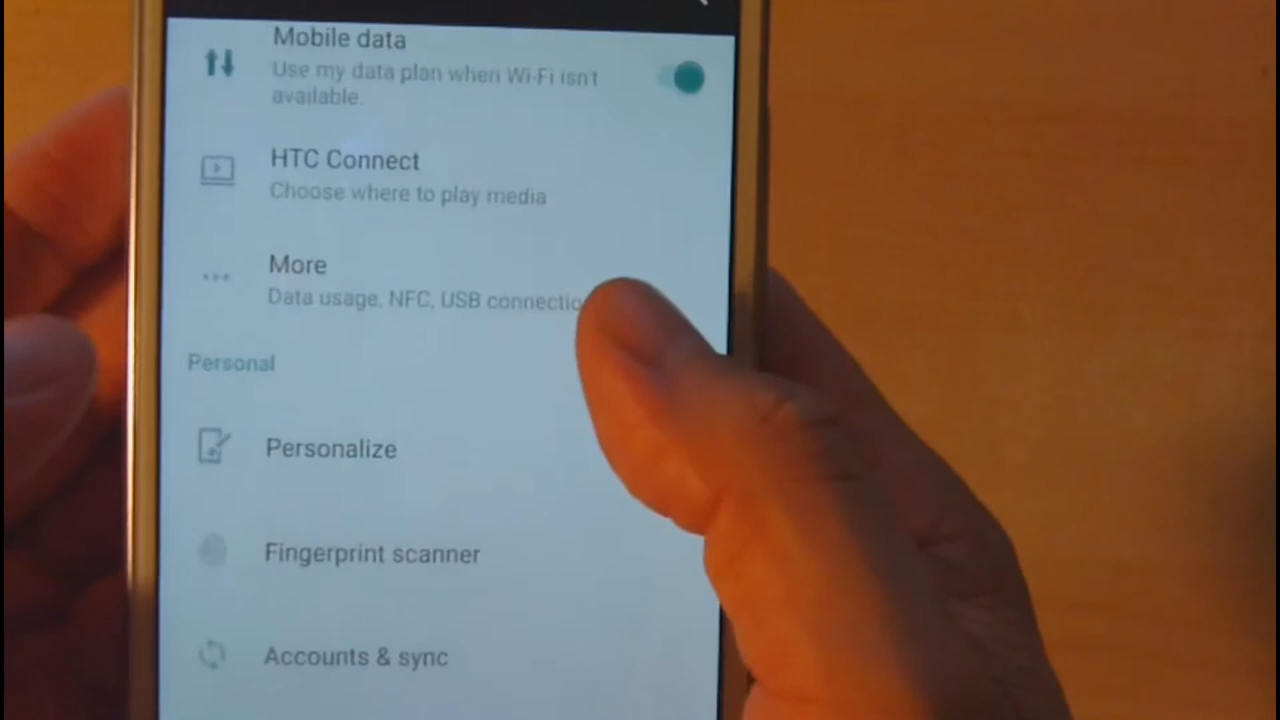 Mobile data
Use my data plan when Wi-Fi isn't
available.
HTC Connect
Choose where to play media
More
Data usage, NFC, USB connectio
Personal
Personalize
Fingerprint scanner
Accounts & sync